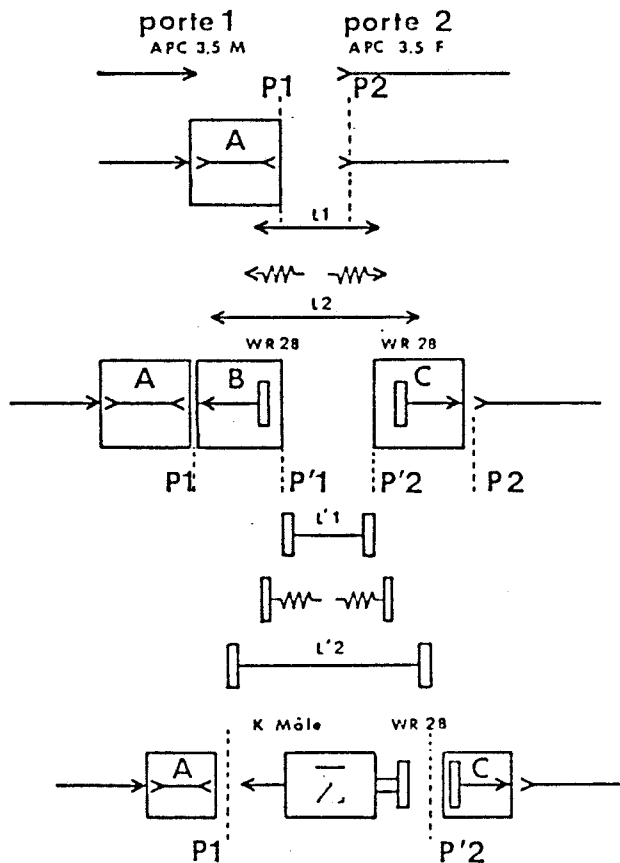 porte 1 porte 2
APC 3.5 M APC 3.5 F
P1 P2
A
L1
L2
WR 28 WR 28
A B C
P1 P'1 P'2 P2
L'1
L'2
K Mâle WR 28
A C
P1 P'2